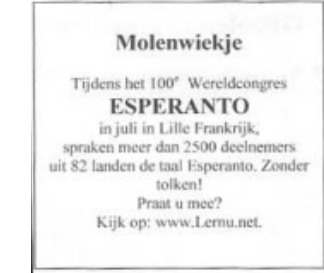 Molenwiekje
Tijdens het 100e Wereldcongres
ESPERANTO
in juli in Lille Frankrijk,
spraken meer dan 2500 deelnemers
uit 82 landen de taal Esperanto. Zonder
tolken!
Praat u mee?
Kijk op: www.Lernu.net.